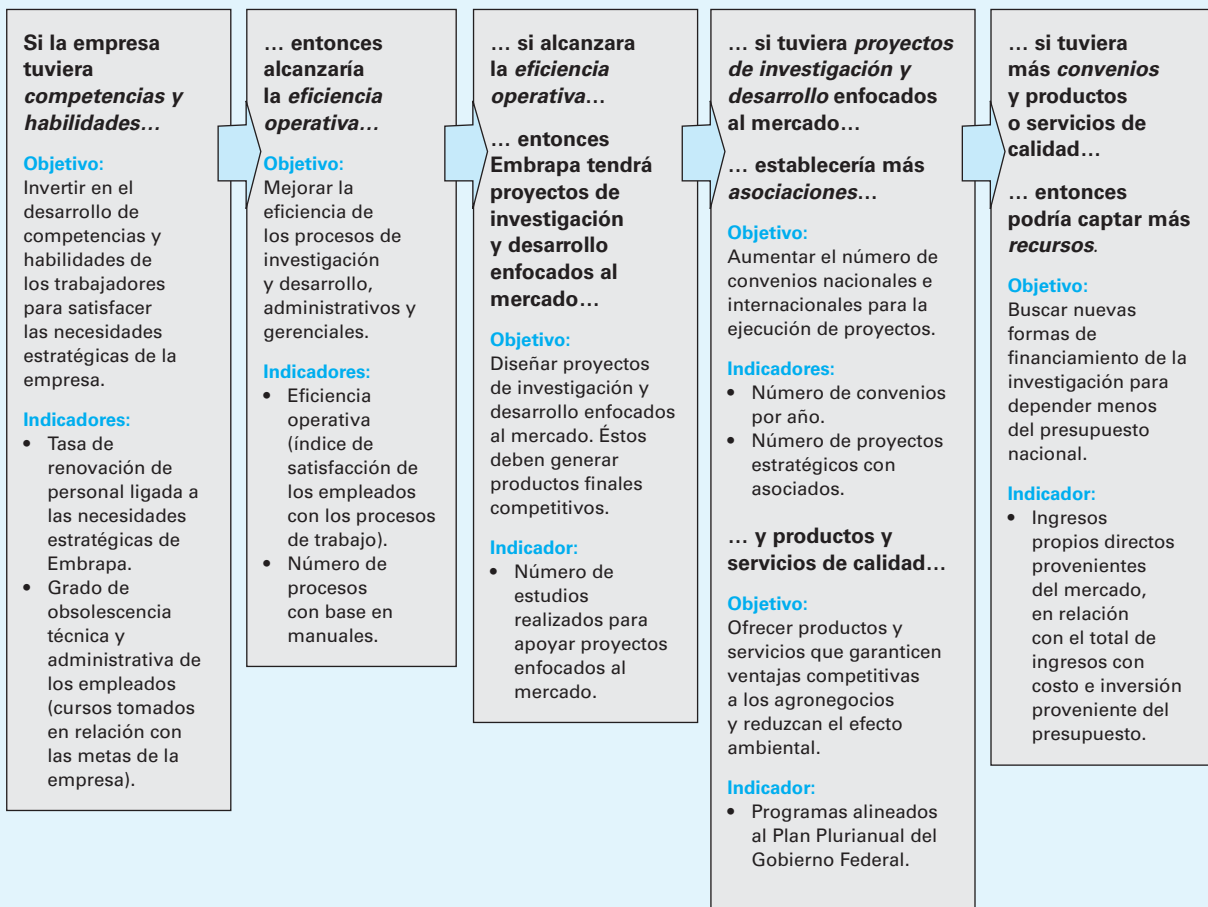 Si la empresa
tuviera
competencias y
habilidades…
Objetivo:
Invertir en el
desarrollo de
competencias y
habilidades de
los trabajadores
para satisfacer
las necesidades
estratégicas de la
empresa.
Indicadores:
• Tasa de
renovación de
personal ligada a
las necesidades
estratégicas de
Embrapa.
• Grado de
obsolescencia
técnica y
administrativa de
los empleados
(cursos tomados
en relación con
las metas de la
empresa).
… entonces
alcanzaría
la eficiencia
operativa…
Objetivo:
Mejorar la
eficiencia de
los procesos de
investigación
y desarrollo,
administrativos y
gerenciales.
Indicadores:
• Eficiencia
operativa
(índice de
satisfacción de
los empleados
con los procesos
de trabajo).
• Número de
procesos
con base en
manuales.
… si alcanzara
la eficiencia
operativa…
… entonces
Embrapa tendrá
proyectos de
investigación
y desarrollo
enfocados al
mercado…
Objetivo:
Diseñar proyectos
de investigación y
desarrollo enfocados
al mercado. Éstos
deben generar
productos finales
competitivos.
Indicador:
• Número de
estudios
realizados para
apoyar proyectos
enfocados al
mercado.
… si tuviera proyectos
de investigación y
desarrollo enfocados
al mercado…
… establecería más
asociaciones…
Objetivo:
Aumentar el número de
convenios nacionales e
internacionales para la
ejecución de proyectos.
Indicadores:
• Número de convenios
por año.
• Número de proyectos
estratégicos con
asociados.
… y productos y
servicios de calidad…
Objetivo:
Ofrecer productos y
servicios que garanticen
ventajas competitivas
a los agronegocios
y reduzcan el efecto
ambiental.
Indicador:
• Programas alineados
al Plan Plurianual del
Gobierno Federal.
… si tuviera
más convenios
y productos
o servicios de
calidad…
… entonces
podría captar más
recursos.
Objetivo:
Buscar nuevas
formas de
financiamiento de la
investigación para
depender menos
del presupuesto
nacional.
Indicador:
• Ingresos
propios directos
provenientes
del mercado,
en relación
con el total de
ingresos con
costo e inversión
proveniente del
presupuesto.